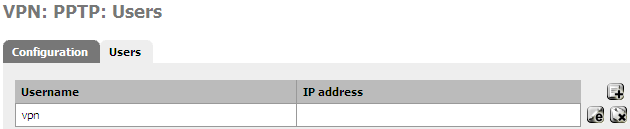 VPN: PPTP: Users
Configuration Users
Username IP address
vpn